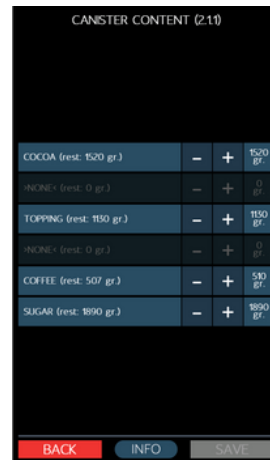 CANISTER CONTENT (2.1.1)
COCOA (rest: 1520 gr.) - + 1520 gr.
>NONE< (rest: 0 gr.) - + 0 gr.
TOPPING (rest: 1130 gr.) - + 1130 gr.
>NONE< (rest: 0 gr.) - + 0 gr.
COFFEE (rest: 507 gr.) - + 510 gr.
SUGAR (rest: 1890 gr.) - + 1890 gr.
BACK INFO SAVE